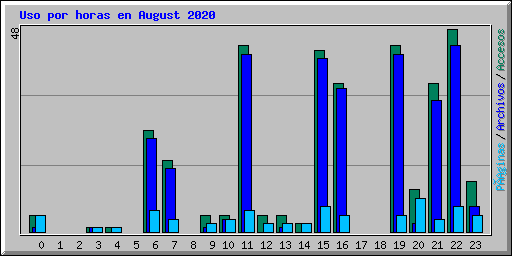 Uso por horas en August 2020
48
0 1 2 3 4 5 6 7 8 9 10 11 12 13 14 15 16 17 18 19 20 21 22 23
Páginas / Archivos / Accesos